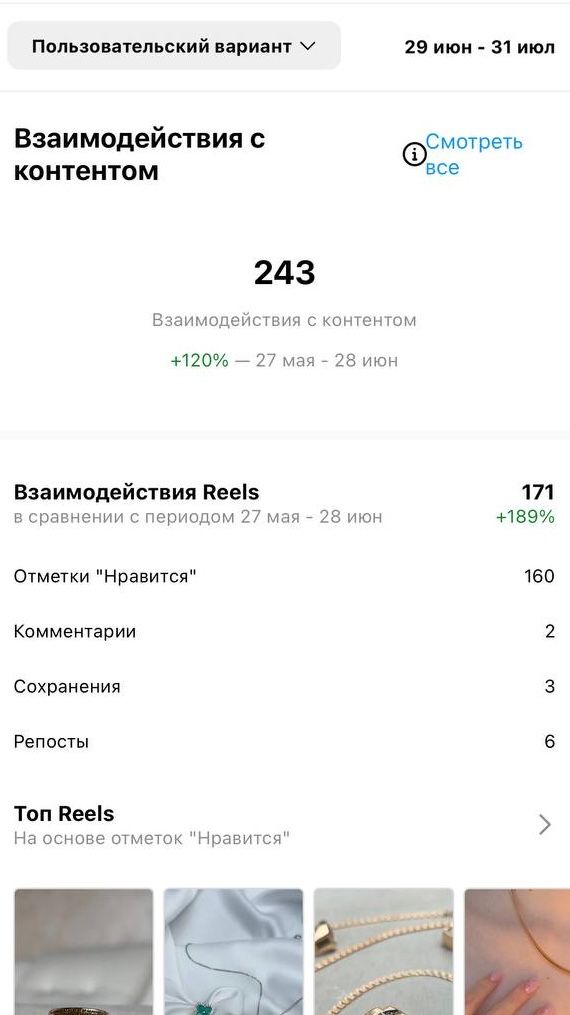 Пользовательский вариант
29 июн - 31 июл
Взаимодействия с
контентом
Смотреть
все
243
Взаимодействия с контентом
+120% — 27 мая - 28 июн
Взаимодействия Reels
171
в сравнении с периодом 27 мая - 28 июн
+189%
Отметки "Нравится"
160
Комментарии
2
Сохранения
3
Репосты
6
Топ Reels
На основе отметок "Нравится"